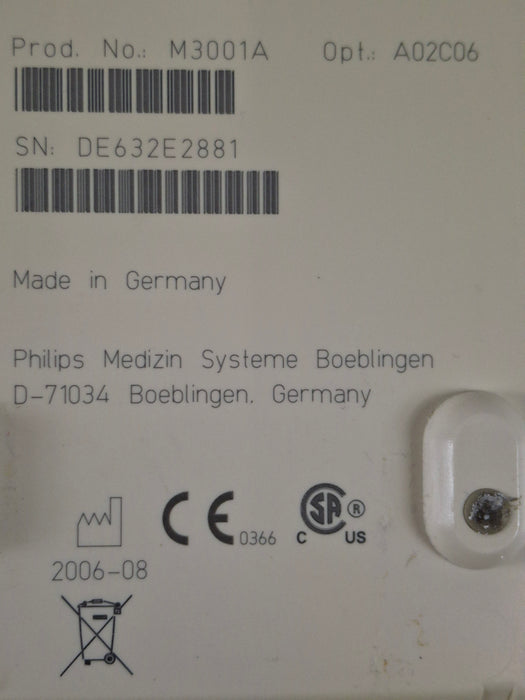 Prod. No.: M3001A Opt.: A02C06
SN: DE632E2881
Made in Germany
Philips Medizin Systeme Boeblingen
D-71034 Boeblingen. Germany
CE 0366
C SA ® US
2006-08